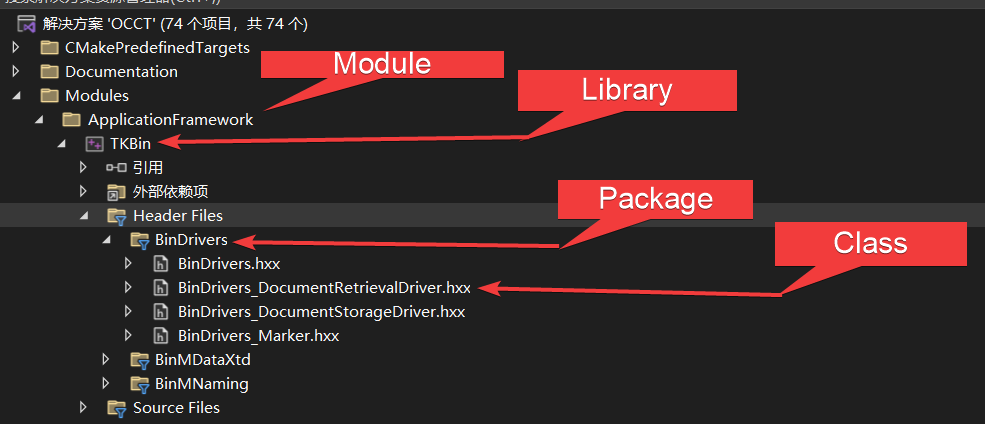 解决方案 'OCCT' (74 个项目，共 74 个)
CMakePredefinedTargets
Documentation
Module
Modules
Library
ApplicationFramework
TKBin
引用
外部依赖项
Package
Header Files
BinDrivers
Class
BinDrivers.hxx
BinDrivers_DocumentRetrievalDriver.hxx
BinDrivers_DocumentStorageDriver.hxx
BinDrivers_Marker.hxx
BinMDataXtd
BinMNaming
Source Files